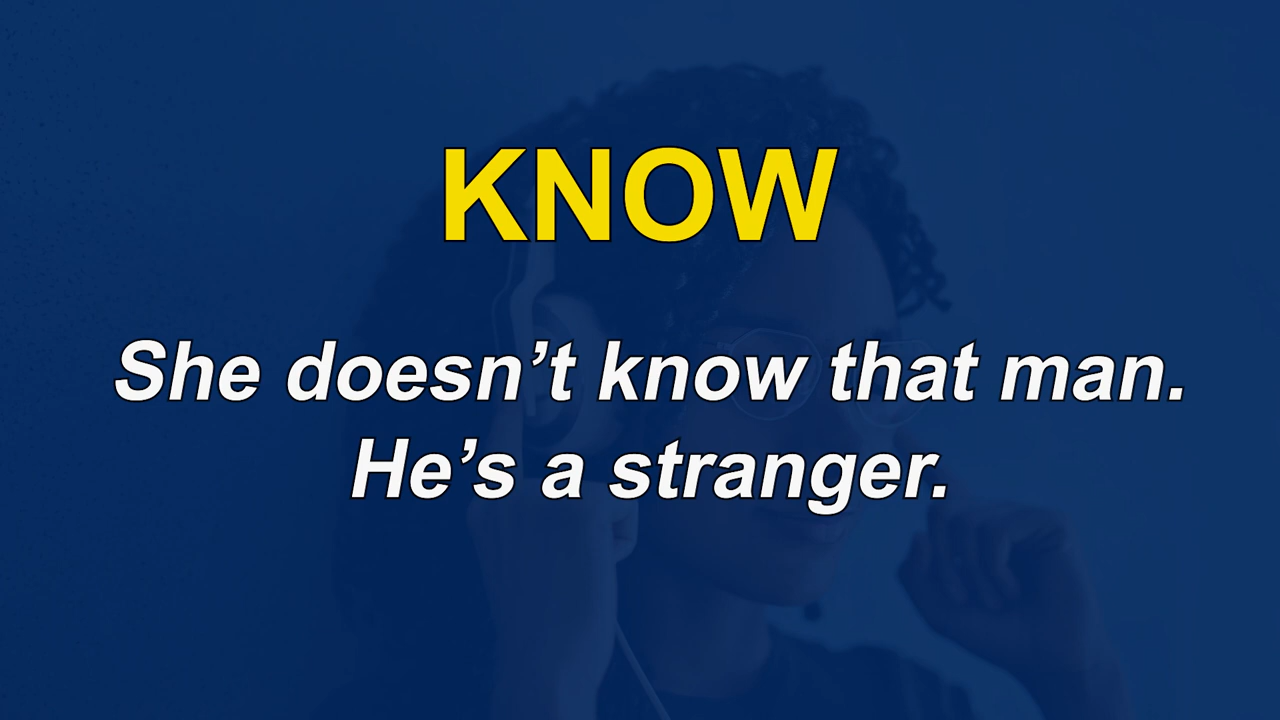 KNOW
She doesn’t know that man.
He’s a stranger.